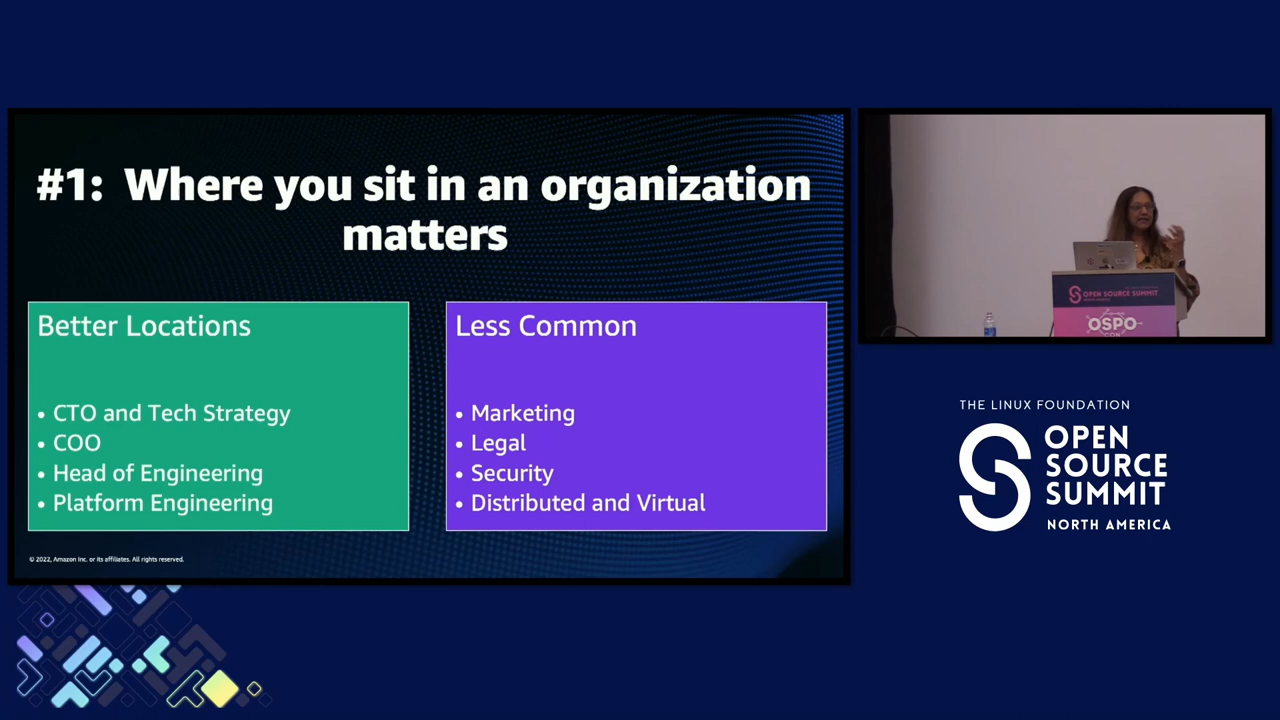 #1: Where you sit in an organization
matters
Better Locations
• CTO and Tech Strategy
• COO
• Head of Engineering
• Platform Engineering
Less Common
• Marketing
• Legal
• Security
• Distributed and Virtual
© 2022, Amazon Inc. or its affiliates. All rights reserved.
OPEN SOURCE SUMMIT
OSPO
CON
THE LINUX FOUNDATION
OPEN
SOURCE
SUMMIT
NORTH AMERICA